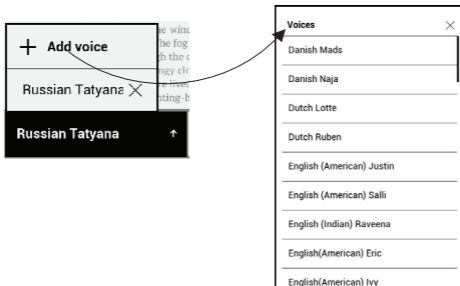 + Add voice
Russian Tatyana
Russian Tatyana
Voices
Danish Mads
Danish Naja
Dutch Lotte
Dutch Ruben
English (American) Justin
English (American) Salli
English (Indian) Raveena
English(American) Eric
English(American) Ivy